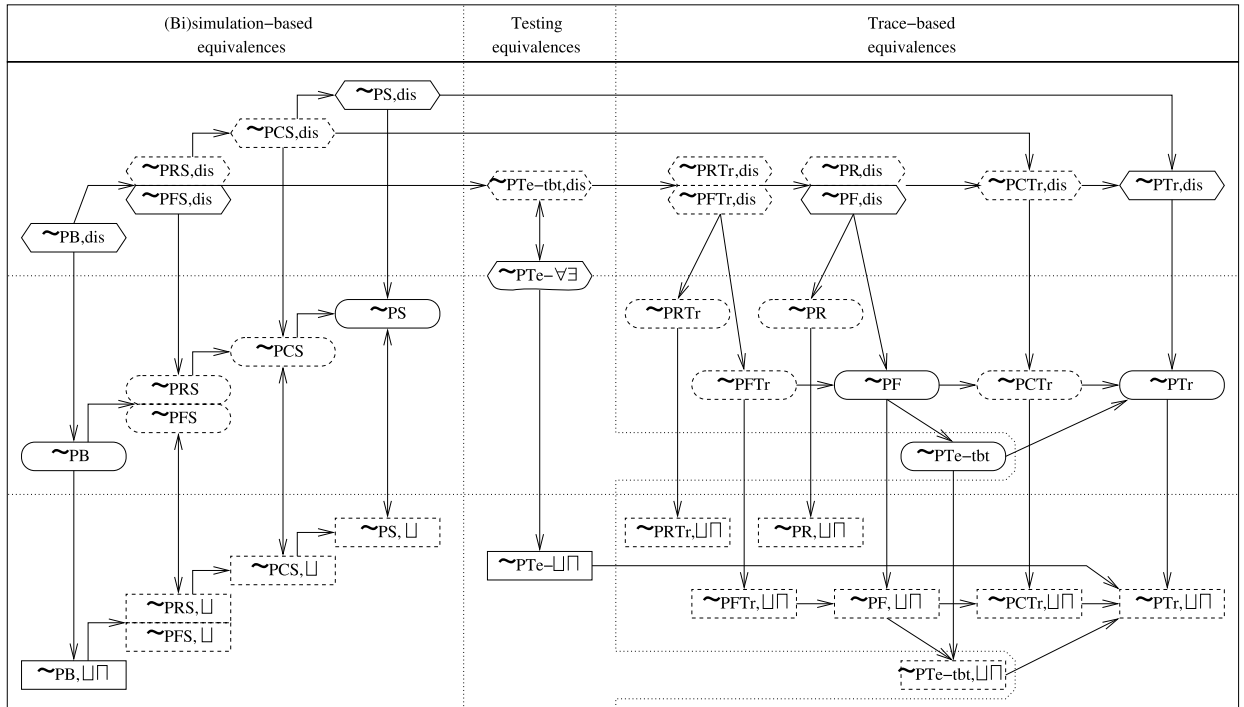 (Bi)simulation−based
equivalences
Testing
equivalences
Trace−based
equivalences
~PS,dis
~PCS,dis
~PRS,dis
~PFS,dis
~PTe−tbt,dis
~PRTr,dis
~PFTr,dis
~PR,dis
~PF,dis
~PCTr,dis
~PTr,dis
~PB,dis
~PTe−∀∃
~PS
~PRTr
~PR
~PCS
~PRS
~PFS
~PFTr
~PF
~PCTr
~PTr
~PB
~PTe−tbt
~PS,⊔
~PRTr,⊔⊓
~PR,⊔⊓
~PCS,⊔
~PTe−⊔⊓
~PRS,⊔
~PFS,⊔
~PFTr,⊔⊓
~PF,⊔⊓
~PCTr,⊔⊓
~PTr,⊔⊓
~PB,⊔⊓
~PTe−tbt,⊔⊓